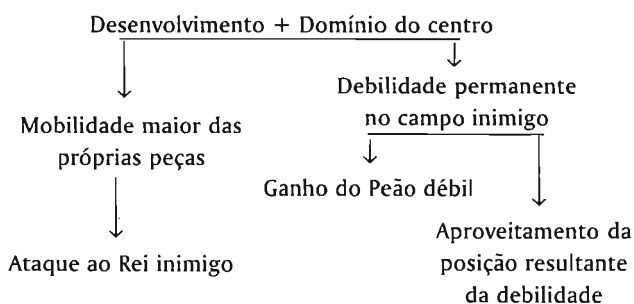 Desenvolvimento + Domínio do centro
Debilidade permanente
no campo inimigo
Mobilidade maior das
próprias peças
Ganho do Peão débil
Ataque ao Rei inimigo
Aproveitamento da
posição resultante
da debilidade